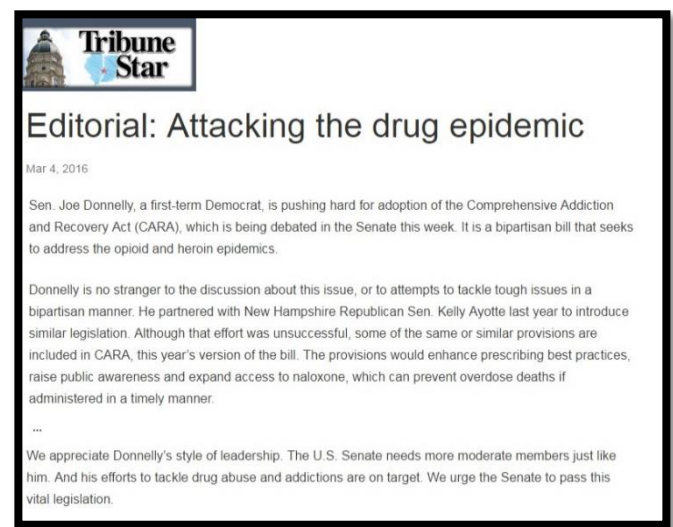 Tribune
Star
Editorial: Attacking the drug epidemic
Mar 4, 2016
Sen. Joe Donnelly, a first-term Democrat, is pushing hard for adoption of the Comprehensive Addiction
and Recovery Act (CARA), which is being debated in the Senate this week. It is a bipartisan bill that seeks
to address the opioid and heroin epidemics.
Donnelly is no stranger to the discussion about this issue, or to attempts to tackle tough issues in a
bipartisan manner. He partnered with New Hampshire Republican Sen. Kelly Ayotte last year to introduce
similar legislation. Although that effort was unsuccessful, some of the same or similar provisions are
included in CARA, this year's version of the bill. The provisions would enhance prescribing best practices,
raise public awareness and expand access to naloxone, which can prevent overdose deaths if
administered in a timely manner.
...
We appreciate Donnelly's style of leadership. The U.S. Senate needs more moderate members just like
him. And his efforts to tackle drug abuse and addictions are on target. We urge the Senate to pass this
vital legislation.